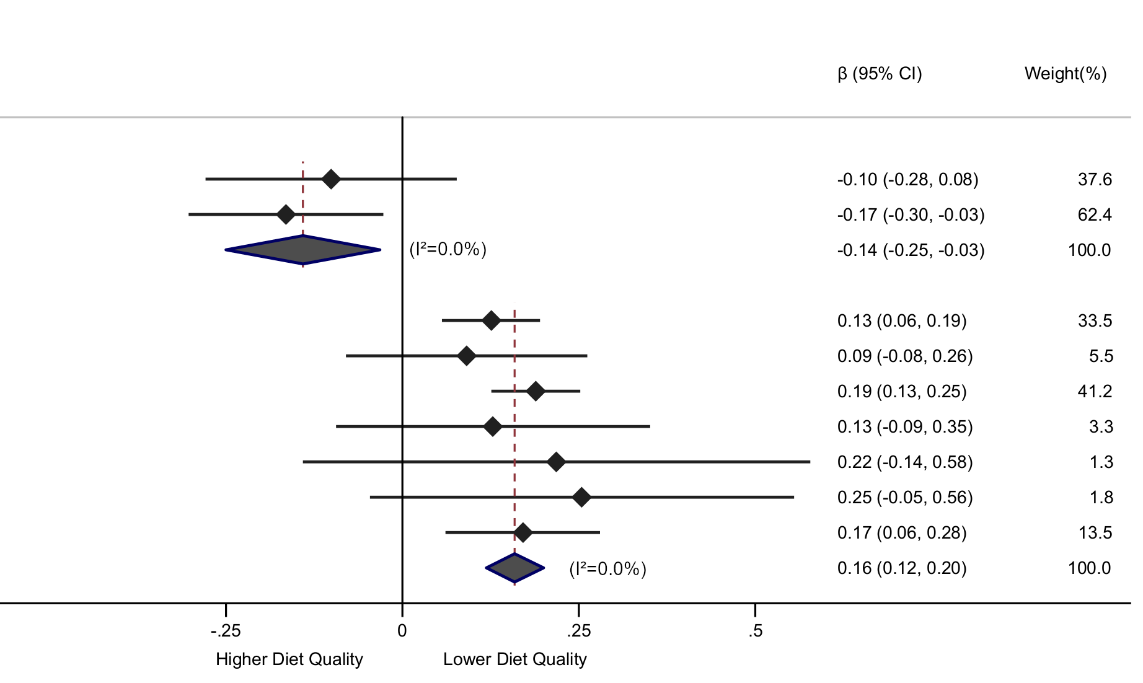 β (95% CI) Weight(%)
-0.10 (-0.28, 0.08) 37.6
-0.17 (-0.30, -0.03) 62.4
(I²=0.0%) -0.14 (-0.25, -0.03) 100.0
0.13 (0.06, 0.19) 33.5
0.09 (-0.08, 0.26) 5.5
0.19 (0.13, 0.25) 41.2
0.13 (-0.09, 0.35) 3.3
0.22 (-0.14, 0.58) 1.3
0.25 (-0.05, 0.56) 1.8
0.17 (0.06, 0.28) 13.5
(I²=0.0%) 0.16 (0.12, 0.20) 100.0
-.25 0 .25 .5
Higher Diet Quality Lower Diet Quality